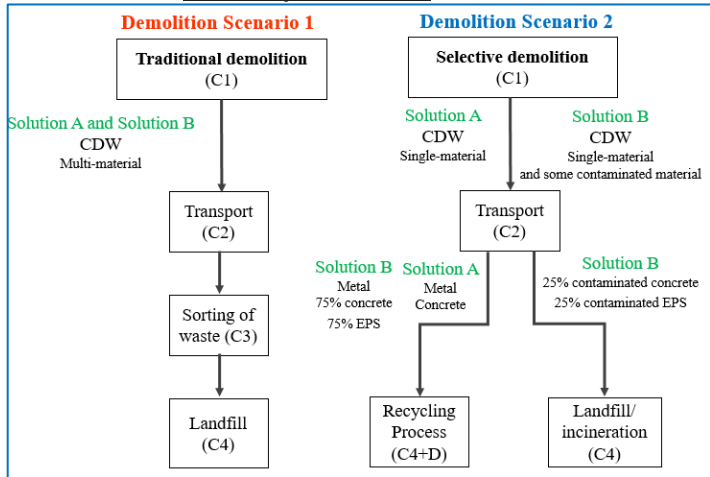 Demolition Scenario 1
Traditional demolition
(C1)
Solution A and Solution B
CDW
Multi-material
Transport
(C2)
Sorting of
waste (C3)
Landfill
(C4)
Demolition Scenario 2
Selective demolition
(C1)
Solution A
CDW
Single-material
Solution B
CDW
Single-material
and some contaminated material
Transport
(C2)
Solution B
Metal
75% concrete
75% EPS
Solution A
Metal
Concrete
Solution B
25% contaminated concrete
25% contaminated EPS
Recycling
Process
(C4+D)
Landfill/
incineration
(C4)